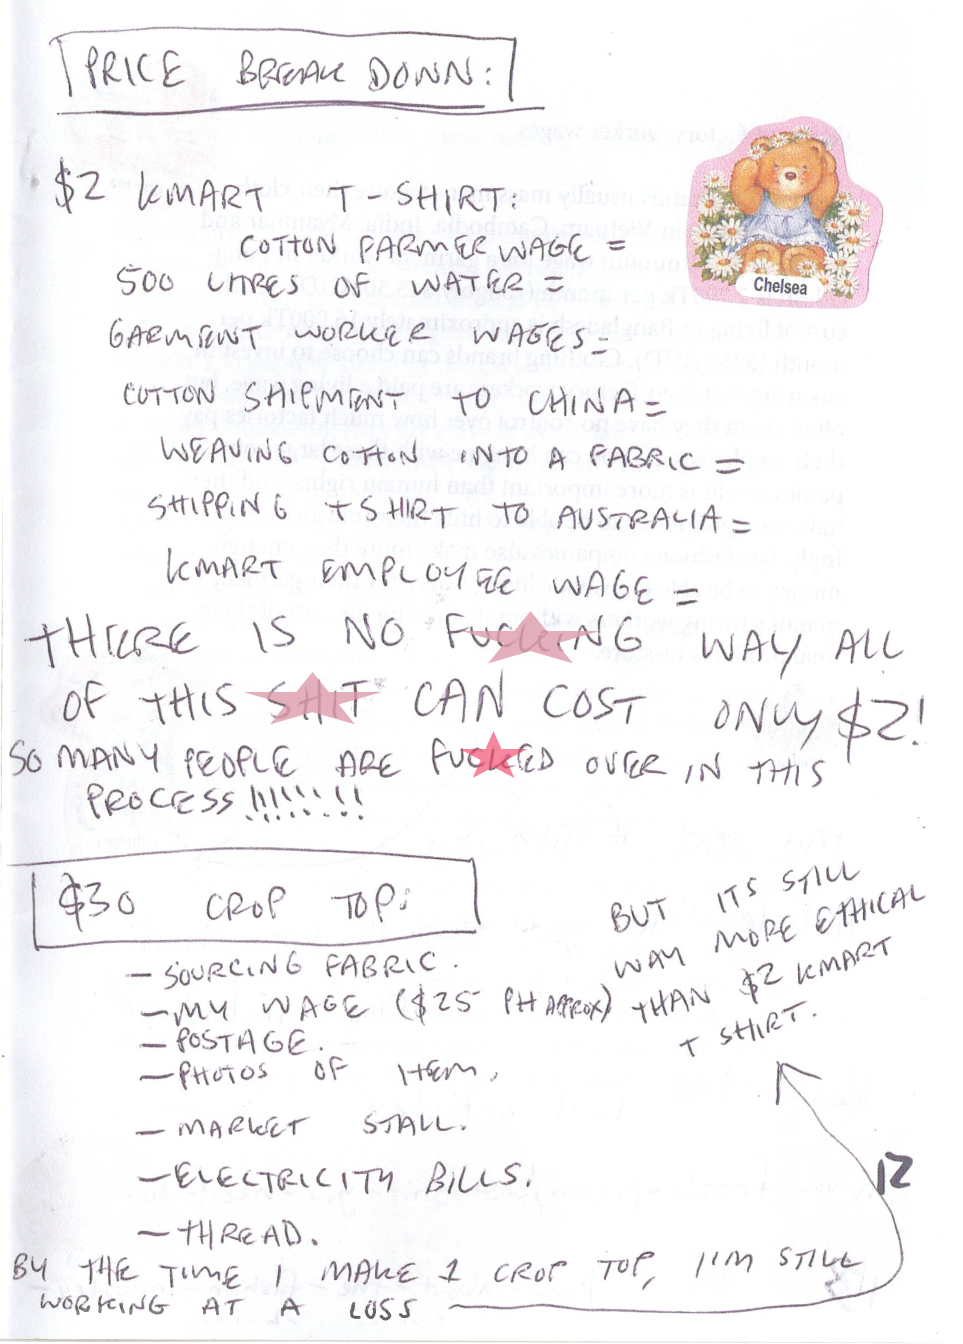 PRICE BREAK DOWN:
Chelsea
$2 KMART T-SHIRT:
COTTON FARMER WAGE =
500 LITRES OF WATER =
GARMENT WORKER WAGES =
COTTON SHIPMENT TO CHINA =
WEAVING COTTON INTO A FABRIC =
SHIPPING T SHIRT TO AUSTRALIA =
KMART EMPLOYEE WAGE =
THERE IS NO FUCKING WAY ALL
OF THIS SHIT CAN COST ONLY $2!
SO MANY PEOPLE ARE FUCKED OVER IN THIS
PROCESS!!!!!!!!
$30 CROP TOP:
- SOURCING FABRIC.
- MY WAGE ($25 PH APPROX)
- POSTAGE.
- PHOTOS OF ITEM.
- MARKET STALL.
- ELECTRICITY BILLS.
- THREAD.
BY THE TIME I MAKE 1 CROP TOP, I'M STILL
WORKING AT A LOSS
BUT ITS STILL
WAY MORE ETHICAL
THAN $2 KMART
T SHIRT.
12